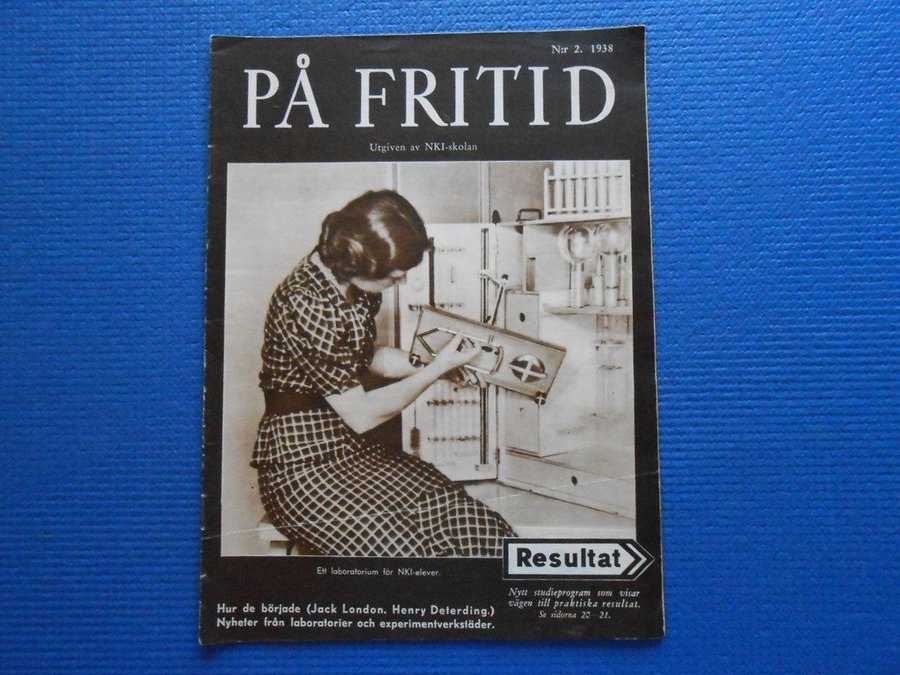 N:r 2. 1938
PÅ FRITID
Utgiven av NKI-skolan
Ett laboratorium för NKI-elever.
Resultat
Nytt studieprogram som visar
vägen till praktiska resultat.
Se sidorna 20-21.
Hur de började (Jack London. Henry Deterding.)
Nyheter från laboratorier och experimentverkstäder.